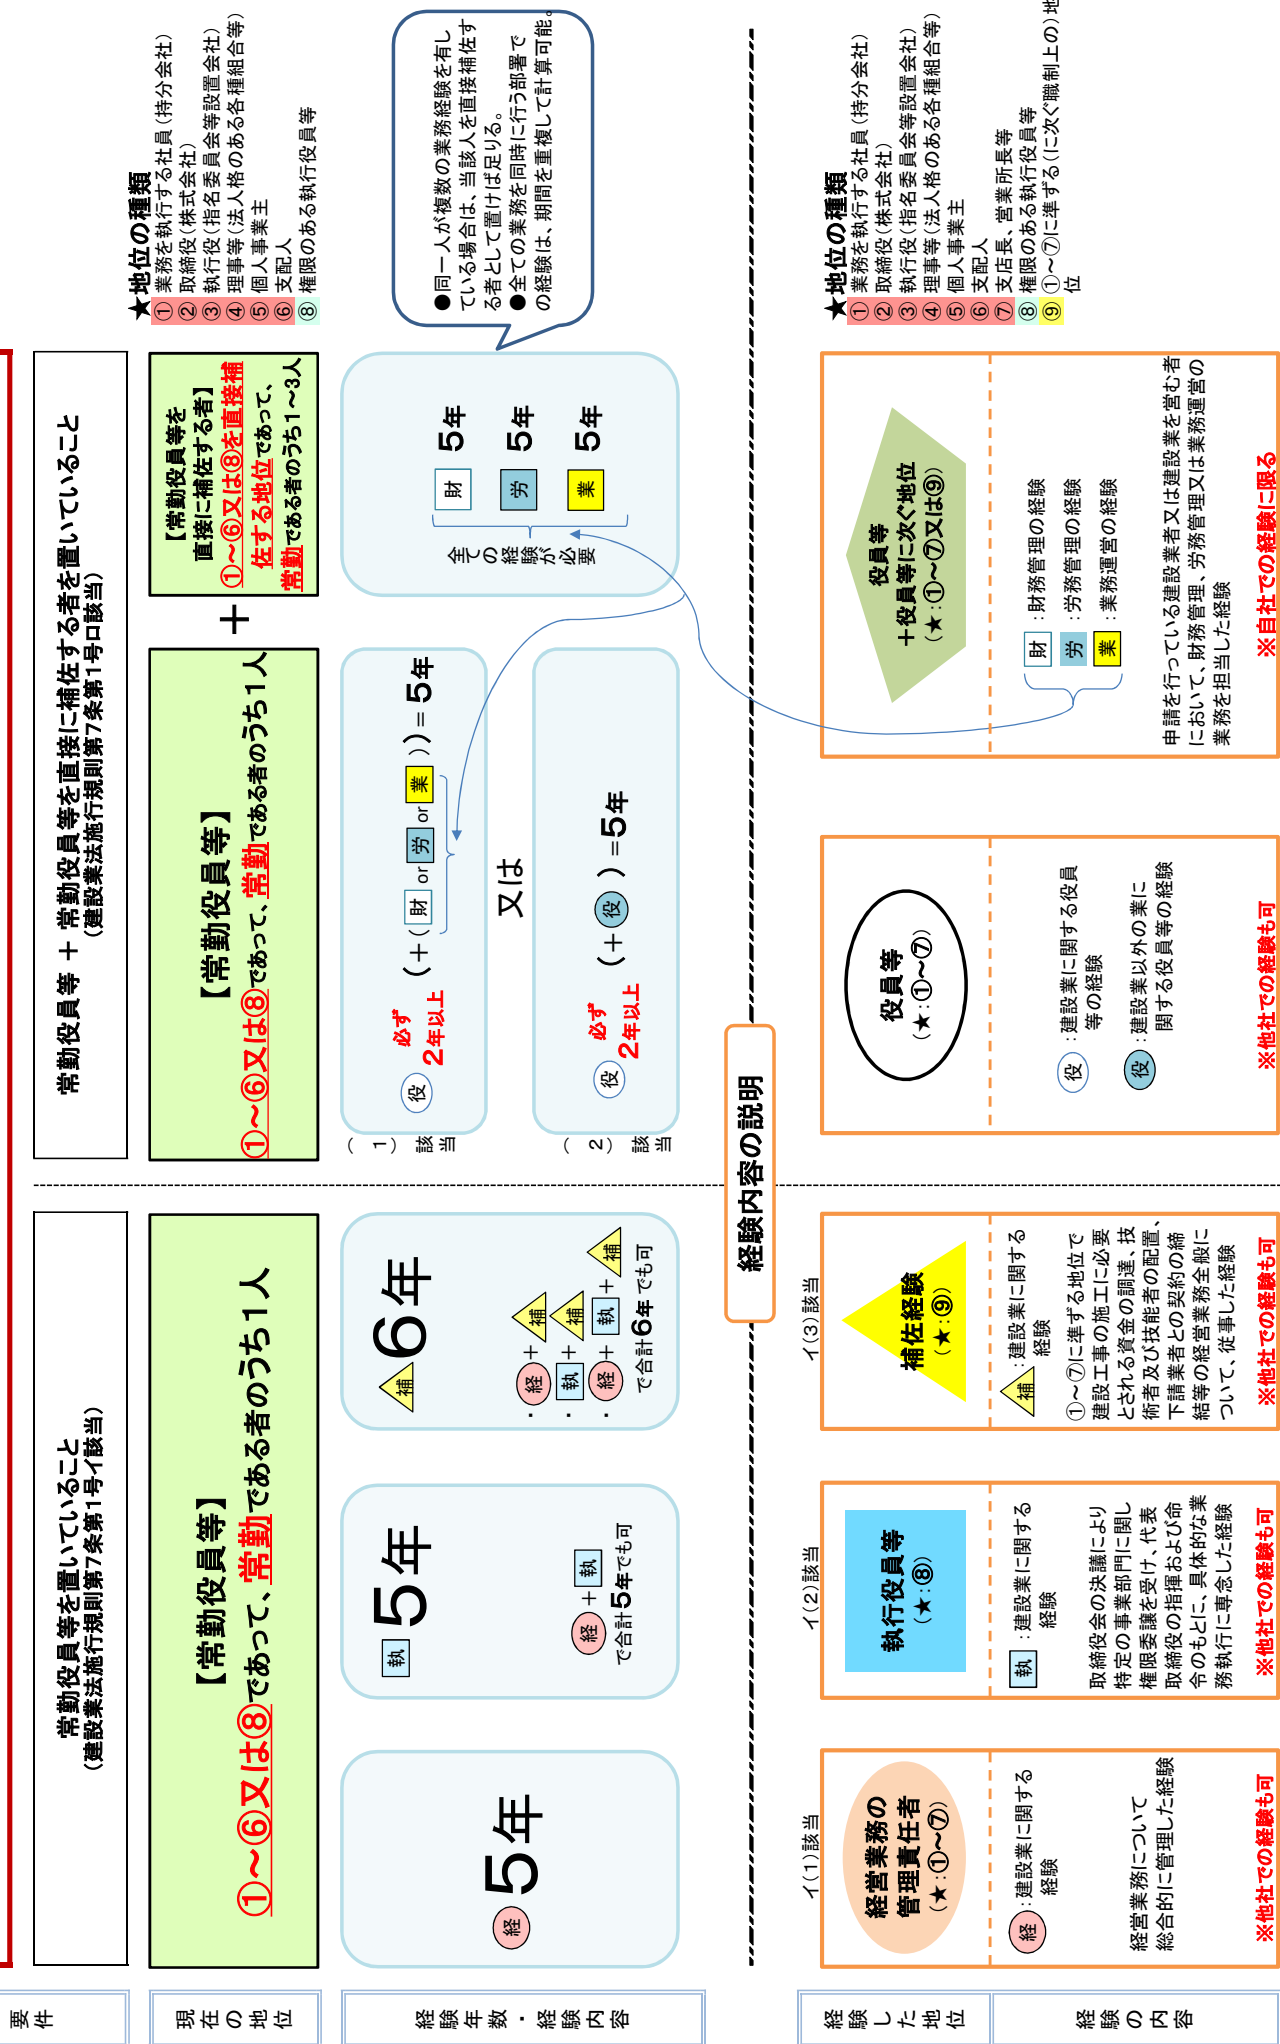 要件
常勤役員等を置いていること
（建設業法施行規則第7条第1号イ該当）
常勤役員等 ＋ 常勤役員等を直接に補佐する者を置いていること
（建設業法施行規則第7条第1号ロ該当）
現在の地位
【常勤役員等】
①～⑥又は⑧であって、常勤である者のうち1人
【常勤役員等】
①～⑥又は⑧であって、常勤である者のうち1人
＋
【常勤役員等を
直接に補佐する者】
①～⑥又は⑧を直接補
佐する地位であって、
常勤である者のうち1～3人
★地位の種類
① 業務を執行する社員（持分会社）
② 取締役（株式会社）
③ 執行役（指名委員会等設置会社）
④ 理事等（法人格のある各種組合等）
⑤ 個人事業主
⑥ 支配人
⑧ 権限のある執行役員等
経験年数・経験内容
経 5年
執 5年
経 ＋ 執
で合計5年でも可
補 6年
・ 経 ＋ 補
・ 執 ＋ 補
・ 経 ＋ 執 ＋ 補
で合計6年でも可
（1）該当
役 必ず
2年以上
（＋（ 財 or 労 or 業 ））＝5年
又は
（2）該当
役 必ず
2年以上
（＋ 役 ）＝5年
全ての経験が必要
財 5年
労 5年
業 5年
●同一人が複数の業務経験を有し
ている場合は、当該人を直接補佐す
る者として置けば足りる。
●全ての業務を同時に行う部署で
の経験は、期間を重複して計算可能。
経験内容の説明
経験した地位
イ（1）該当
経営業務の
管理責任者
（★：①～⑦）
イ（2）該当
執行役員等
（★：⑧）
イ（3）該当
補佐経験
（★：⑨）
役員等
（★：①～⑦）
役員等
＋役員等に次ぐ地位
（★：①～⑦又は⑨）
★地位の種類
① 業務を執行する社員（持分会社）
② 取締役（株式会社）
③ 執行役（指名委員会等設置会社）
④ 理事等（法人格のある各種組合等）
⑤ 個人事業主
⑥ 支配人
⑦ 支店長、営業所長等
⑧ 権限のある執行役員等
⑨ ①～⑦に準ずる（に次ぐ職制上の）地
位
経験の内容
経 ：建設業に関する
経験
経営業務について
総合的に管理した経験
※他社での経験も可
執 ：建設業に関する
経験
取締役会の決議により
特定の事業部門に関し
権限委譲を受け、代表
取締役の指揮および命
令のもとに、具体的な業
務執行に専念した経験
※他社での経験も可
補 ：建設業に関する
経験
①～⑦に準ずる地位で
建設工事の施工に必要
とされる資金の調達、技
術者及び技能者の配置、
下請業者との契約の締
結等の経営業務全般に
ついて、従事した経験
※他社での経験も可
役 ：建設業に関する役員
等の経験
役 ：建設業以外の業に
関する役員等の経験
※他社での経験も可
財 ：財務管理の経験
労 ：労務管理の経験
業 ：業務運営の経験
申請を行っている建設業者又は建設業を営む者
において、財務管理、労務管理又は業務運営の
業務を担当した経験
※自社での経験に限る